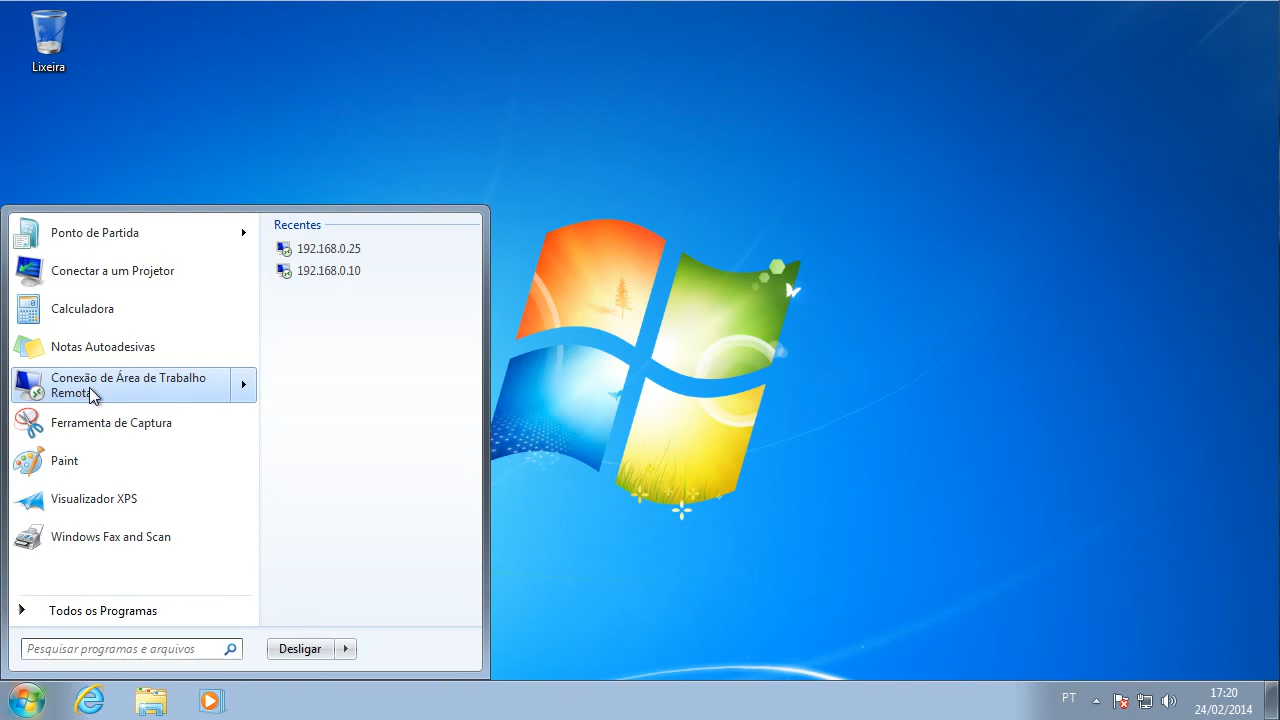 Lixeira
Ponto de Partida
Conectar a um Projetor
Calculadora
Notas Autoadesivas
Conexão de Área de Trabalho
Remota
Ferramenta de Captura
Paint
Visualizador XPS
Windows Fax and Scan
Todos os Programas
Pesquisar programas e arquivos
Recentes
192.168.0.25
192.168.0.10
Desligar
PT
17:20
24/02/2014